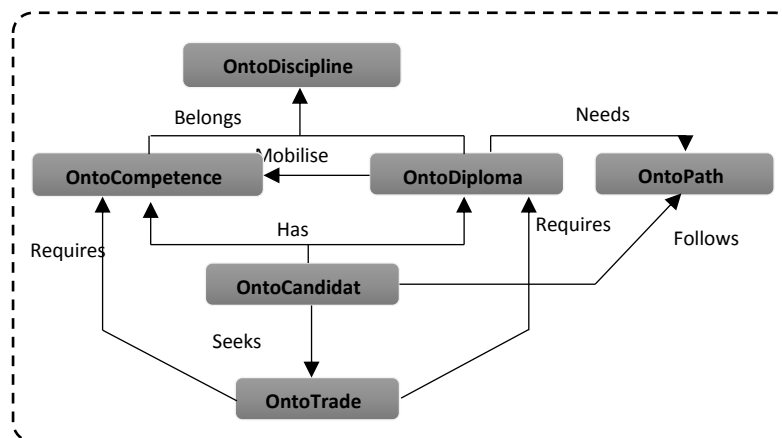 OntoDiscipline
Belongs
Needs
Mobilise
OntoCompetence
OntoDiploma
OntoPath
Has
Requires
Requires
Follows
OntoCandidat
Seeks
OntoTrade